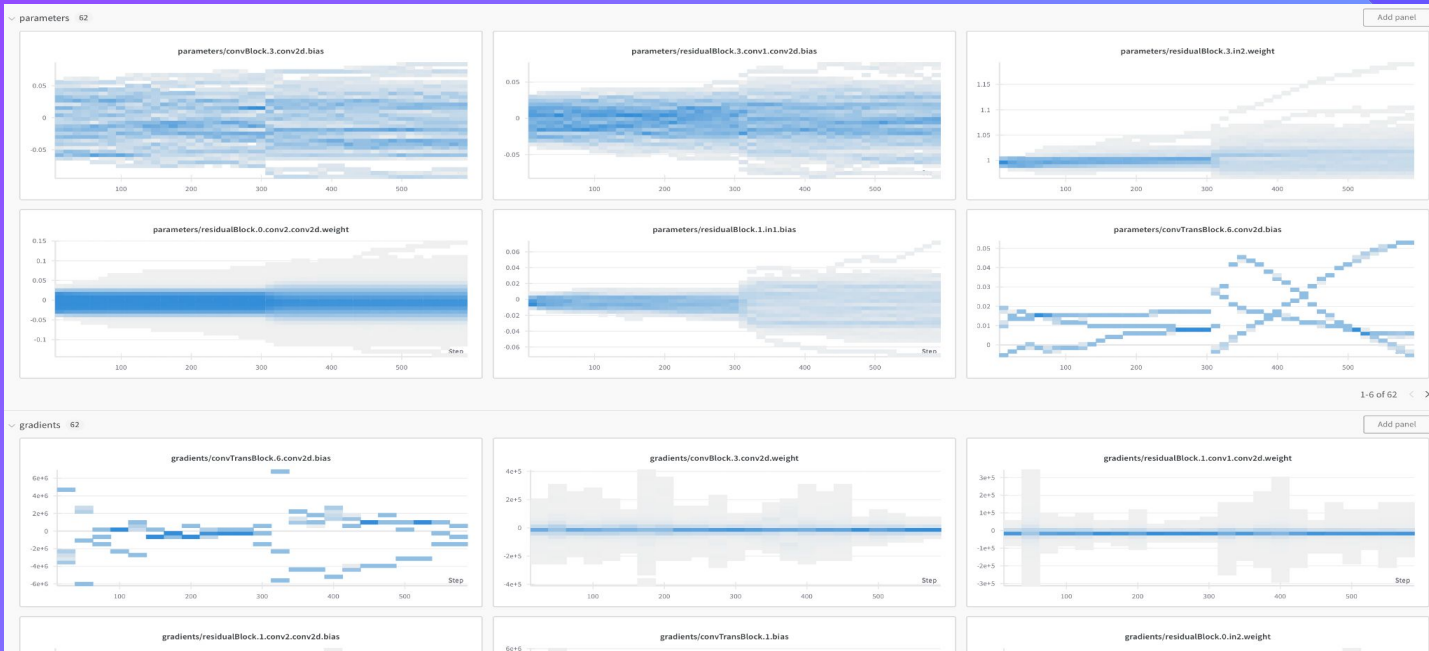 parameters 62
Add panel
parameters/convBlock.3.conv2d.bias
0.05
0
-0.05
100 200 300 400 500
parameters/residualBlock.3.conv1.conv2d.bias
0.05
0
-0.05
100 200 300 400 500
parameters/residualBlock.3.in2.weight
1.15
1.1
1.05
1
100 200 300 400 500
parameters/residualBlock.0.conv2.conv2d.weight
0.15
0.1
0.05
0
-0.05
-0.1
Step
100 200 300 400 500
parameters/residualBlock.1.in1.bias
0.06
0.04
0.02
0
-0.02
-0.04
-0.06
Step
100 200 300 400 500
parameters/convTransBlock.6.conv2d.bias
0.05
0.04
0.03
0.02
0.01
0
100 200 300 400 500
1-6 of 62
gradients 62
Add panel
gradients/convTransBlock.6.conv2d.bias
6e+6
4e+6
2e+6
0
-2e+6
-4e+6
-6e+6
Step
100 200 300 400 500
gradients/convBlock.3.conv2d.weight
4e+5
2e+5
0
-2e+5
-4e+5
Step
100 200 300 400 500
gradients/residualBlock.1.conv1.conv2d.weight
3e+5
2e+5
1e+5
0
-1e+5
-2e+5
-3e+5
Step
100 200 300 400 500
gradients/residualBlock.1.conv2.conv2d.bias
gradients/convTransBlock.1.bias
6e+6
gradients/residualBlock.0.in2.weight